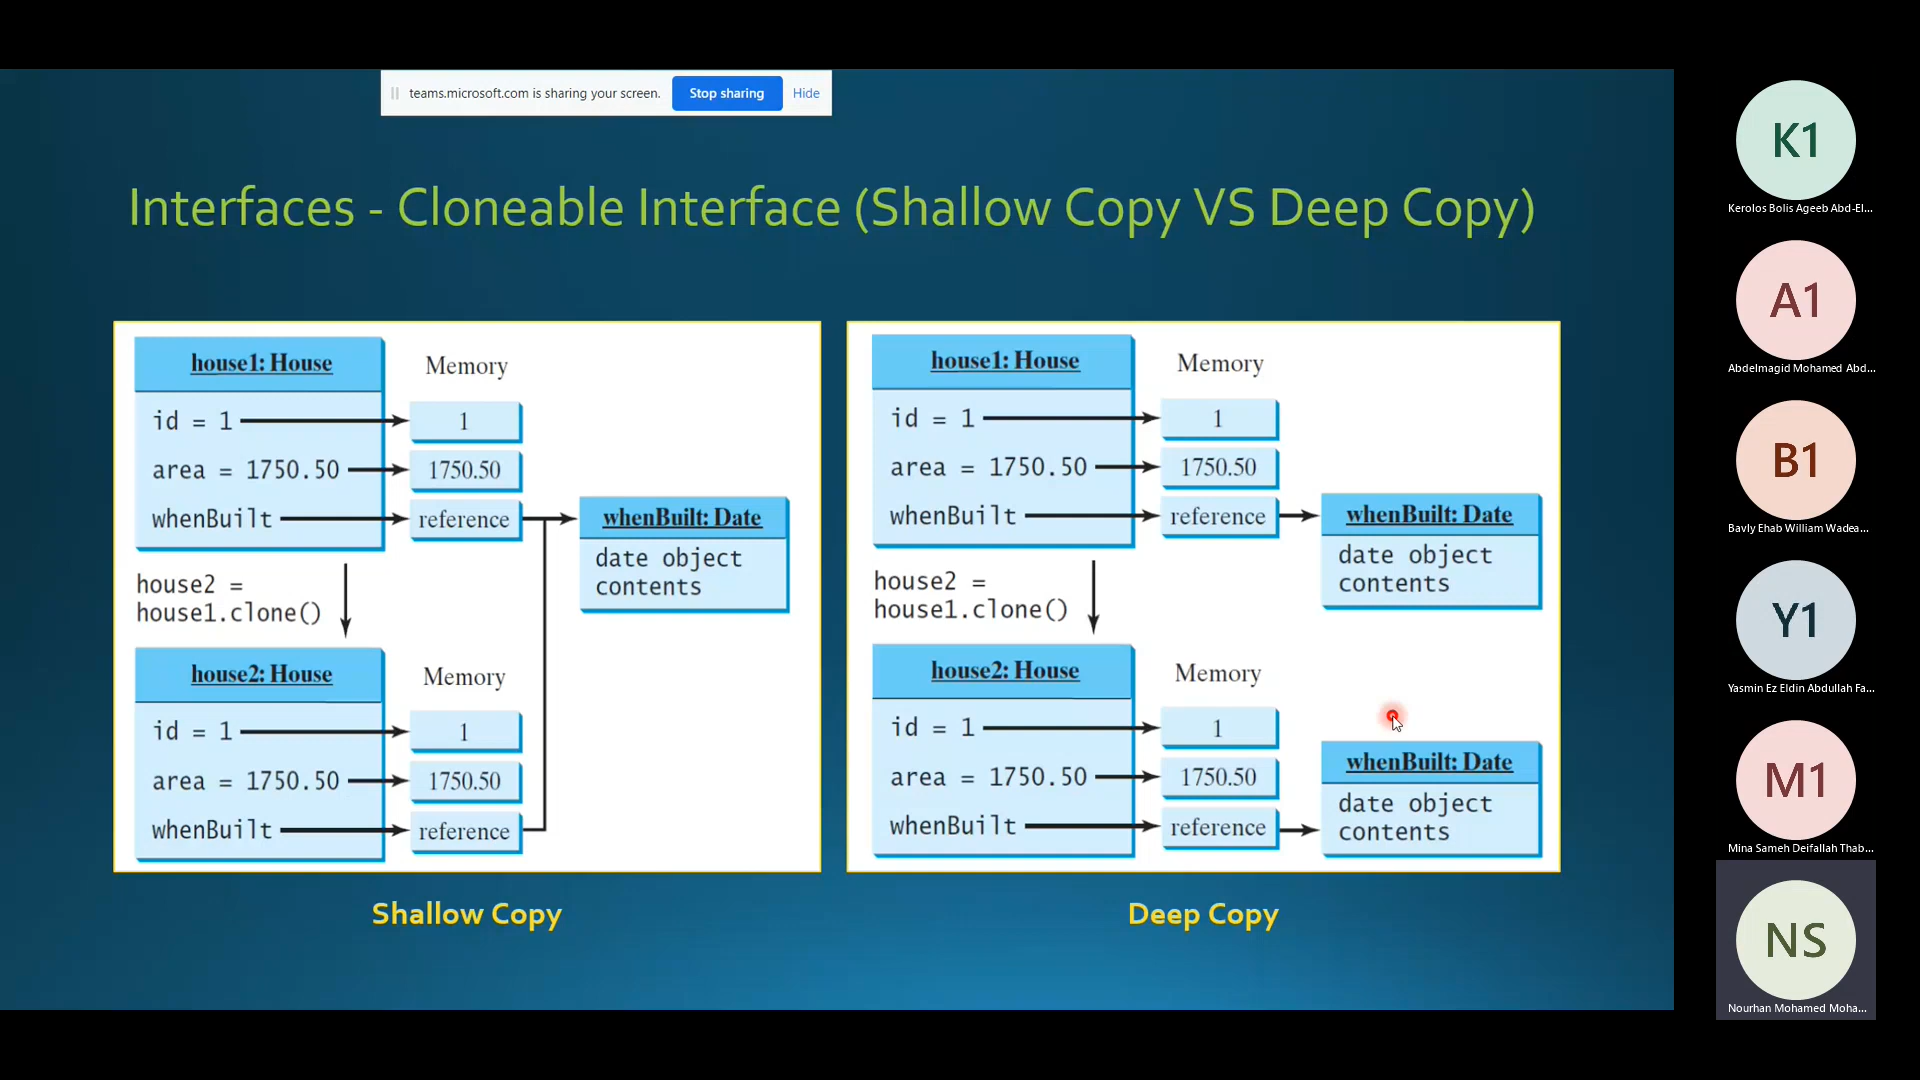 teams.microsoft.com is sharing your screen. Stop sharing Hide
Interfaces - Cloneable Interface (Shallow Copy VS Deep Copy)
house1: House
Memory
id = 1
1
area = 1750.50
1750.50
whenBuilt
reference
whenBuilt: Date
date object
contents
house2 =
house1.clone()
house2: House
Memory
id = 1
1
area = 1750.50
1750.50
whenBuilt
reference
Shallow Copy
house1: House
Memory
id = 1
1
area = 1750.50
1750.50
whenBuilt
reference
whenBuilt: Date
date object
contents
house2 =
house1.clone()
house2: House
Memory
id = 1
1
area = 1750.50
1750.50
whenBuilt
reference
whenBuilt: Date
date object
contents
Deep Copy
K1
Kerolos Bolis Ageeb Abd-El...
A1
Abdelmagid Mohamed Abd...
B1
Bavly Ehab William Wadea...
Y1
Yasmin Ez Eldin Abdullah Fa...
M1
Mina Sameh Deifallah Thab...
NS
Nourhan Mohamed Moha...